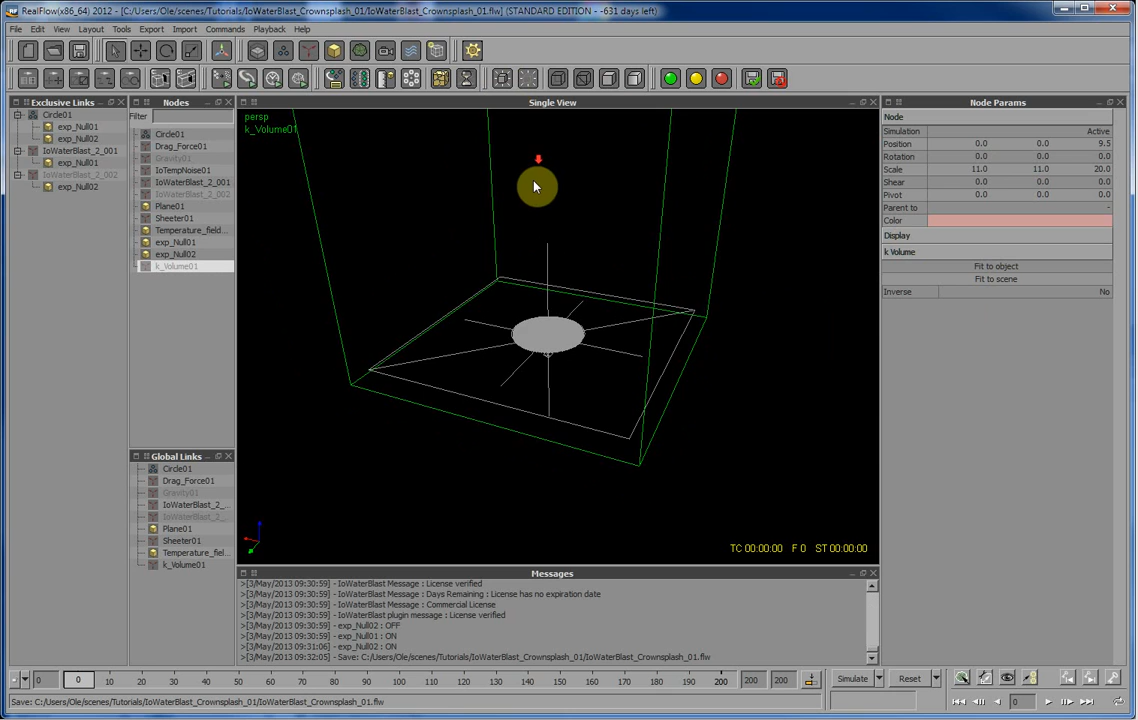 RealFlow(x86_64) 2012 - [C:/Users/Ole/scenes/Tutorials/IoWaterBlast_Crownsplash_01/IoWaterBlast_Crownsplash_01.flw] (STANDARD EDITION - -631 days left)
File Edit View Layout Tools Export Import Commands Playback Help
Exclusive Links
Circle01
exp_Null01
exp_Null02
IoWaterBlast_2_001
exp_Null01
IoWaterBlast_2_002
exp_Null02
Nodes
Filter
Circle01
Drag_Force01
Gravity01
IoTempNoise01
IoWaterBlast_2_001
IoWaterBlast_2_002
Plane01
Sheeter01
Temperature_field...
exp_Null01
exp_Null02
k_Volume01
Global Links
Circle01
Drag_Force01
Gravity01
IoWaterBlast_2_...
IoWaterBlast_2_...
Plane01
Sheeter01
Temperature_fiel...
k_Volume01
Single View
persp
k_Volume01
TC 00:00:00 F 0 ST 00:00:00
Messages
>[3/May/2013 09:30:59] - IoWaterBlast Message : License verified
>[3/May/2013 09:30:59] - IoWaterBlast Message : Days Remaining : License has no expiration date
>[3/May/2013 09:30:59] - IoWaterBlast Message : Commercial License
>[3/May/2013 09:30:59] - IoWaterBlast plugin message : License verified
>[3/May/2013 09:30:59] - exp_Null02 : OFF
>[3/May/2013 09:30:59] - exp_Null01 : ON
>[3/May/2013 09:31:06] - exp_Null02 : ON
>[3/May/2013 09:32:05] - Save: C:/Users/Ole/scenes/Tutorials/IoWaterBlast_Crownsplash_01/IoWaterBlast_Crownsplash_01.flw
Node Params
Node
Simulation Active
Position 0.0 0.0 9.5
Rotation 0.0 0.0 0.0
Scale 11.0 11.0 20.0
Shear 0.0 0.0 0.0
Pivot 0.0 0.0 0.0
Parent to -
Color
Display
k Volume
Fit to object
Fit to scene
Inverse No
0 0 10 20 30 40 50 60 70 80 90 100 110 120 130 140 150 160 170 180 190 200 200 200
Simulate Reset
0
Save: C:/Users/Ole/scenes/Tutorials/IoWaterBlast_Crownsplash_01/IoWaterBlast_Crownsplash_01.flw